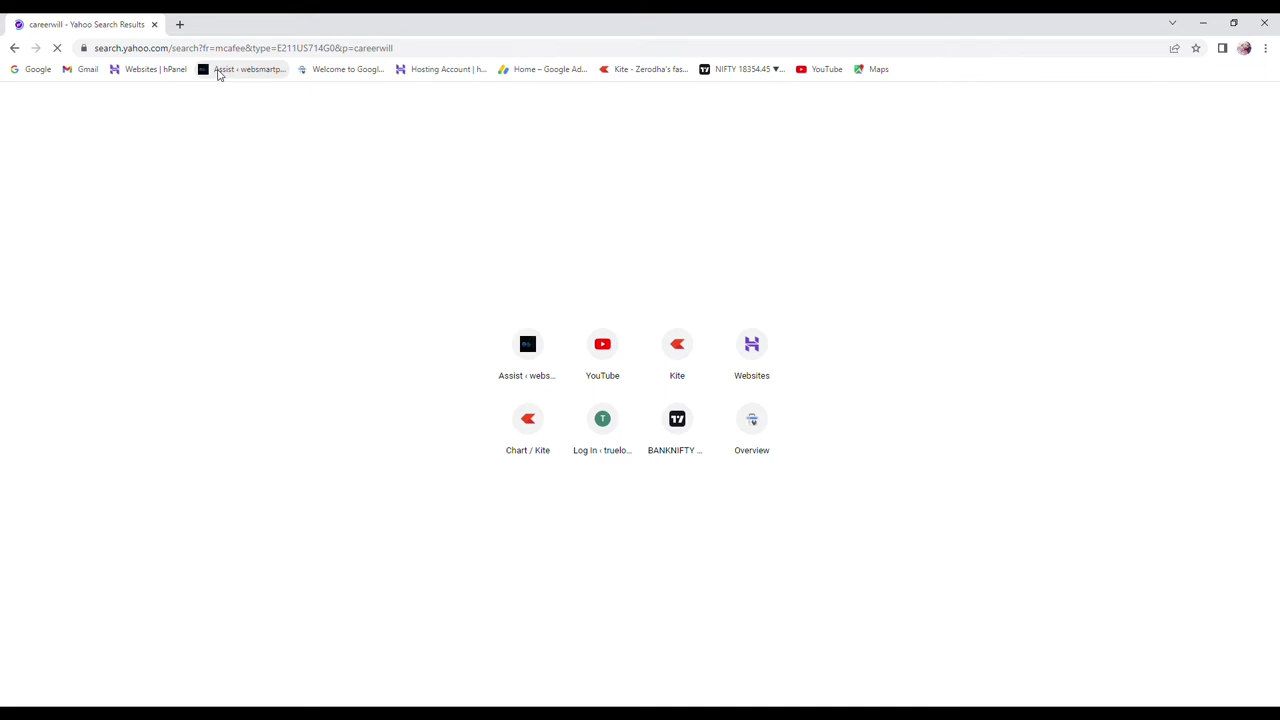 careerwill - Yahoo Search Results
search.yahoo.com/search?fr=mcafee&type=E211US714G0&p=careerwill
Google Gmail Websites | hPanel Assist ‹ websmartp... Welcome to Googl... Hosting Account | h... Home – Google Ad... Kite - Zerodha's fas... NIFTY 18354.45 ▼... YouTube Maps
Assist ‹ webs... YouTube Kite Websites
Chart / Kite Log In ‹ truelo... BANKNIFTY ... Overview